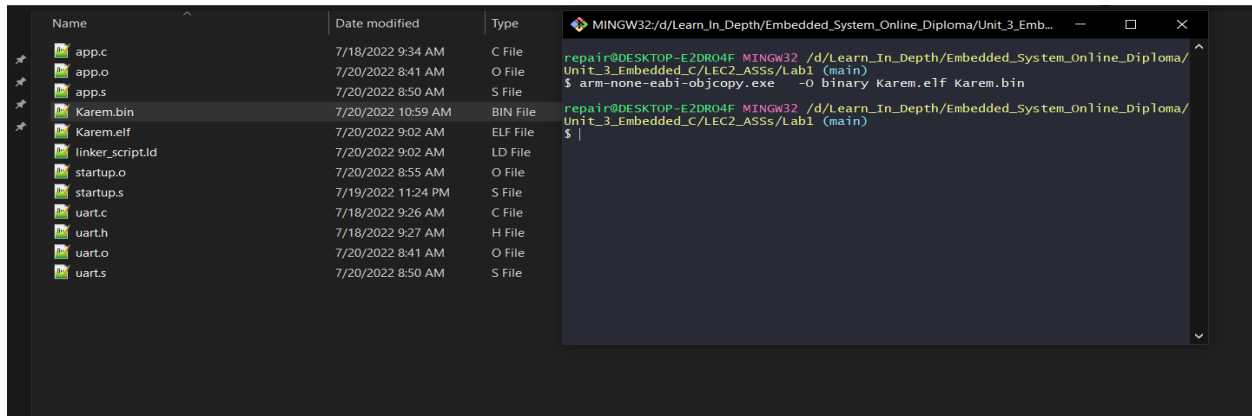 Name Date modified Type
app.c 7/18/2022 9:34 AM C File
app.o 7/20/2022 8:41 AM O File
app.s 7/20/2022 8:50 AM S File
Karem.bin 7/20/2022 10:59 AM BIN File
Karem.elf 7/20/2022 9:02 AM ELF File
linker_script.ld 7/20/2022 9:02 AM LD File
startup.o 7/20/2022 8:55 AM O File
startup.s 7/19/2022 11:24 PM S File
uart.c 7/18/2022 9:26 AM C File
uart.h 7/18/2022 9:27 AM H File
uart.o 7/20/2022 8:41 AM O File
uart.s 7/20/2022 8:50 AM S File
MINGW32:/d/Learn_In_Depth/Embedded_System_Online_Diploma/Unit_3_Emb...
repair@DESKTOP-E2DRO4F MINGW32 /d/Learn_In_Depth/Embedded_System_Online_Diploma/
Unit_3_Embedded_C/LEC2_ASSs/Lab1 (main)
$ arm-none-eabi-objcopy.exe   -O binary Karem.elf Karem.bin
repair@DESKTOP-E2DRO4F MINGW32 /d/Learn_In_Depth/Embedded_System_Online_Diploma/
Unit_3_Embedded_C/LEC2_ASSs/Lab1 (main)
$